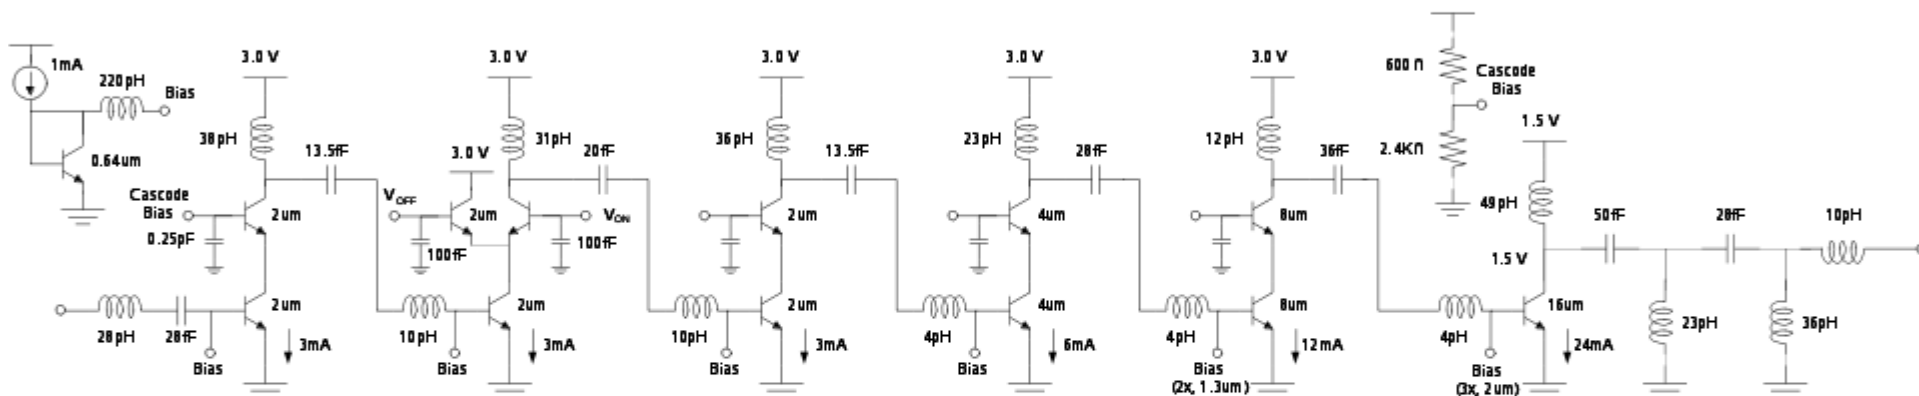 1mA
220pH
Bias
0.64um
3.0 V
38pH
13.5fF
Cascode
Bias
2um
0.25pF
2um
28pH
28fF
3mA
Bias
3.0 V
31pH
3.0 V
20fF
VOFF
2um
VON
100fF
100fF
10pH
2um
3mA
Bias
3.0 V
36pH
13.5fF
2um
10pH
2um
3mA
Bias
3.0 V
23pH
28fF
4um
4um
4pH
6mA
Bias
3.0 V
12pH
36fF
8um
8um
4pH
12mA
Bias
(2x, 1.3um)
600 Ω
Cascode
Bias
2.4KΩ
1.5 V
49pH
1.5 V
50fF
28fF
10pH
16um
23pH
36pH
4pH
24mA
Bias
(3x, 2um)